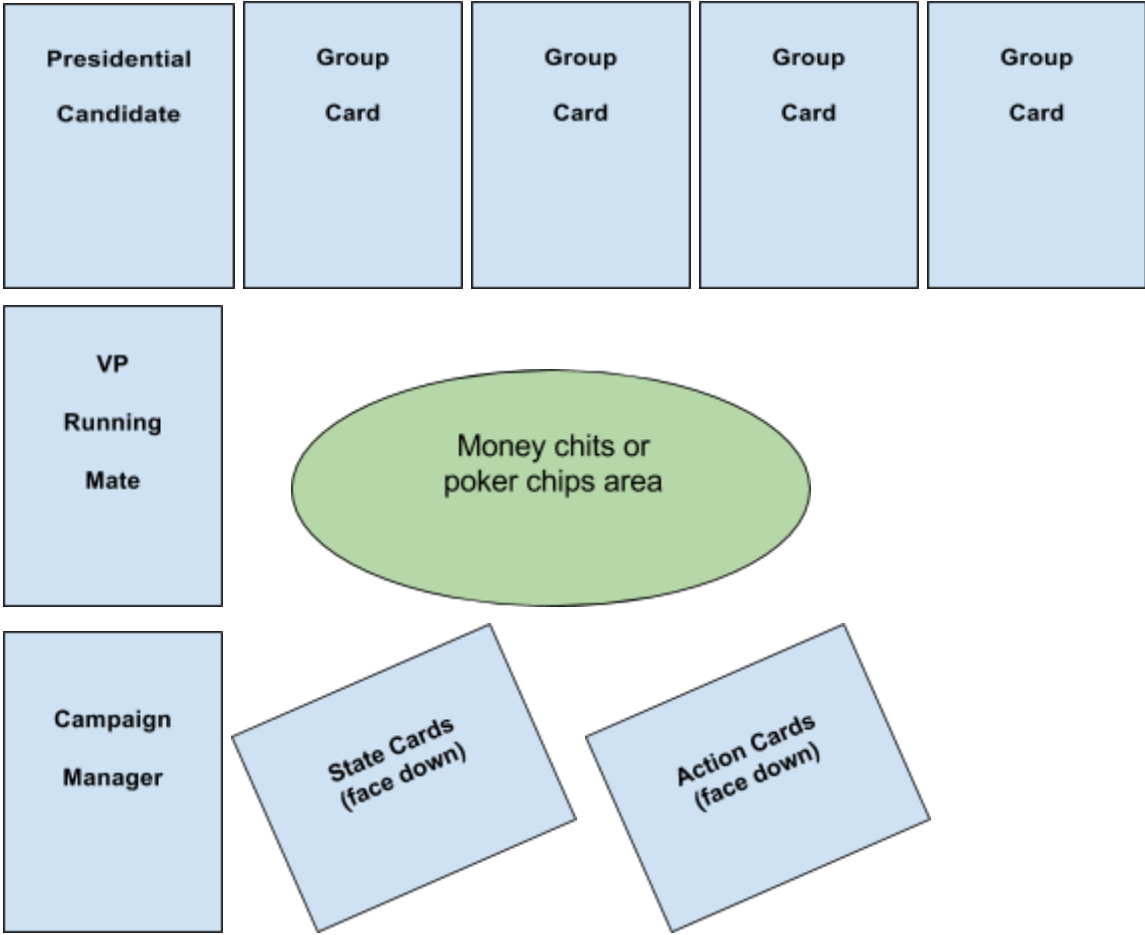 Presidential
Candidate
Group
Card
Group
Card
Group
Card
Group
Card
VP
Running
Mate
Money chits or
poker chips area
Campaign
Manager
State Cards
(face down)
Action Cards
(face down)